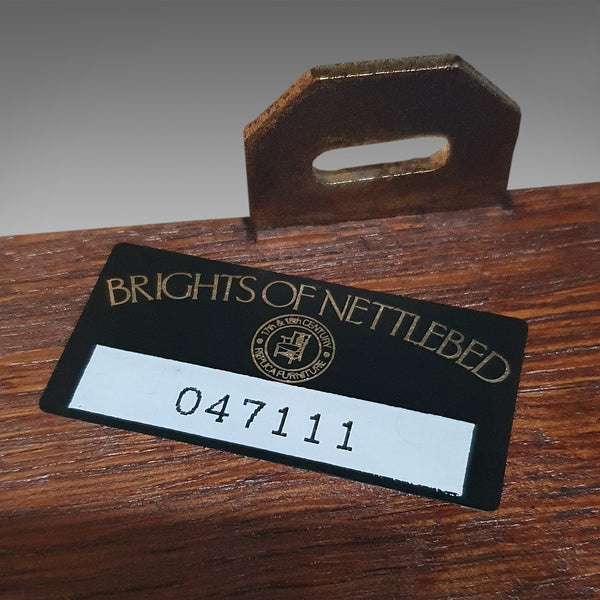 BRIGHTS OF NETTLEBED
17th & 18th CENTURY
REPLICA FURNITURE
047111